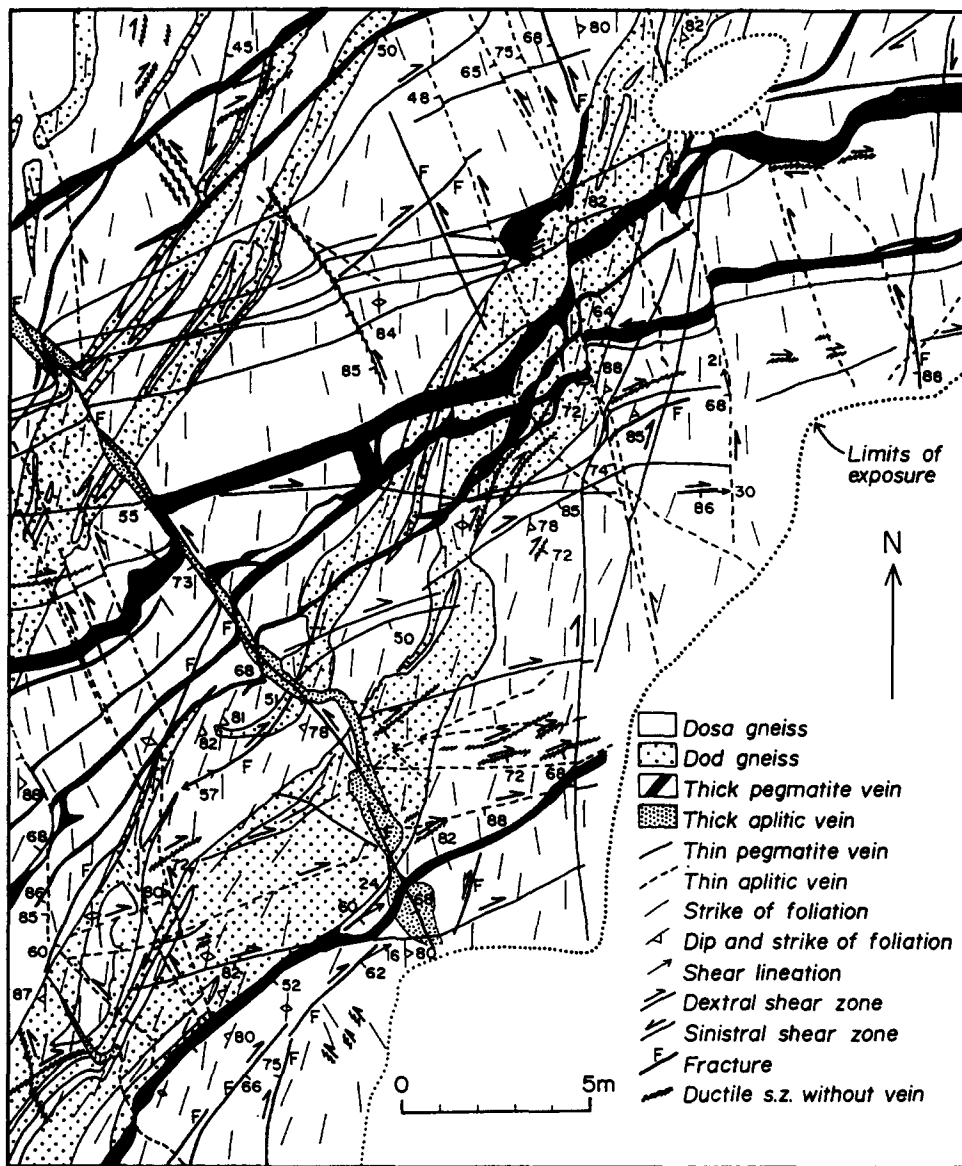 45
50
65
75
68
80
82
48
F
F
F
F
82
84
85
64
88
72
21
68
F
86
F
85
F
F
74
Limits of
exposure
55
30
86
78
85
72
N
73
F
F
50
68
51
81
82
78
F
57
88
72
68
68
82
88
F
F
72
80
86
85
60
24
60
68
F
16
80
62
87
82
52
80
F
F
75
F
66
F
Dosa gneiss
Dod gneiss
Thick pegmatite vein
Thick aplitic vein
Thin pegmatite vein
Thin aplitic vein
Strike of foliation
Dip and strike of foliation
Shear lineation
Dextral shear zone
Sinistral shear zone
F Fracture
Ductile s.z. without vein
0 5m